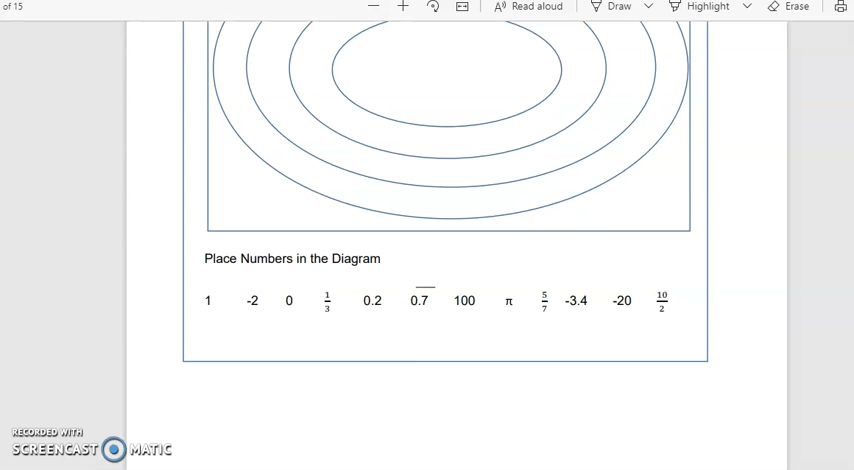 of 15 Read aloud Draw Highlight Erase
Place Numbers in the Diagram
1 -2 0 1/3 0.2 0.7̅ 100 π 5/7 -3.4 -20 10/2
RECORDED WITH
SCREENCAST MATIC